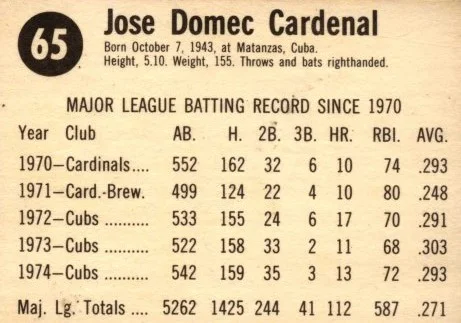 65
Jose Domec Cardenal
Born October 7, 1943, at Matanzas, Cuba.
Height, 5.10. Weight, 155. Throws and bats righthanded.
MAJOR LEAGUE BATTING RECORD SINCE 1970
Year Club AB. H. 2B. 3B. HR. RBI. AVG.
1970—Cardinals.... 552 162 32 6 10 74 .293
1971—Card.-Brew. 499 124 22 4 10 80 .248
1972—Cubs .......... 533 155 24 6 17 70 .291
1973—Cubs .......... 522 158 33 2 11 68 .303
1974—Cubs .......... 542 159 35 3 13 72 .293
Maj. Lg. Totals .... 5262 1425 244 41 112 587 .271